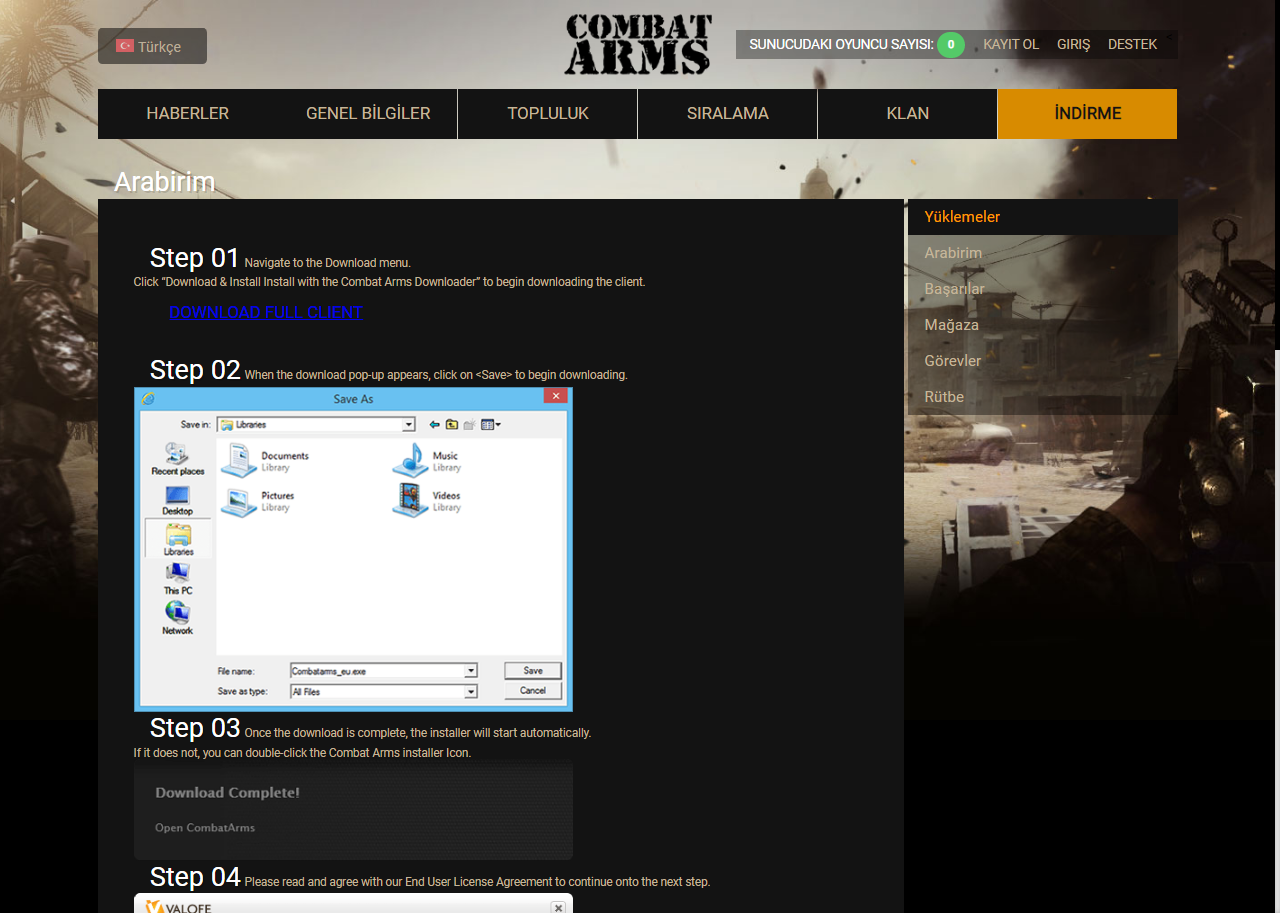 Türkçe
COMBAT
ARMS
SUNUCUDAKI OYUNCU SAYISI: 0 KAYIT OL GIRIŞ DESTEK
HABERLER GENEL BİLGİLER TOPLULUK SIRALAMA KLAN İNDİRME
Arabirim
Yüklemeler
Arabirim
Başarılar
Mağaza
Görevler
Rütbe
Step 01 Navigate to the Download menu.
Click “Download & Install Install with the Combat Arms Downloader” to begin downloading the client.
DOWNLOAD FULL CLIENT
Step 02 When the download pop-up appears, click on <Save> to begin downloading.
Save As
Save in: Libraries
Recent places
Desktop
Libraries
This PC
Network
Documents
Library
Music
Library
Pictures
Library
Videos
Library
File name: Combatarms_eu.exe Save
Save as type: All Files Cancel
Step 03 Once the download is complete, the installer will start automatically.
If it does not, you can double-click the Combat Arms installer Icon.
Download Complete!
Open CombatArms
Step 04 Please read and agree with our End User License Agreement to continue onto the next step.
VALOFE